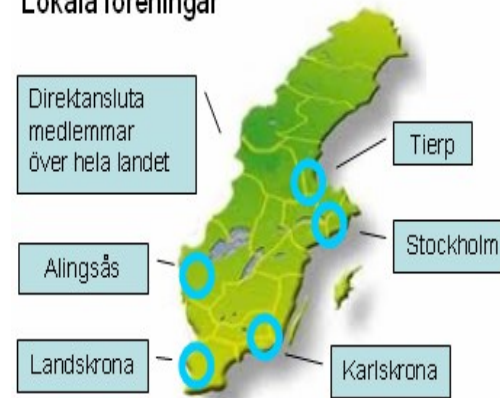 Lokala föreningar
Direktansluta
medlemmar
över hela landet
Tierp
Stockholm
Alingsås
Landskrona
Karlskrona